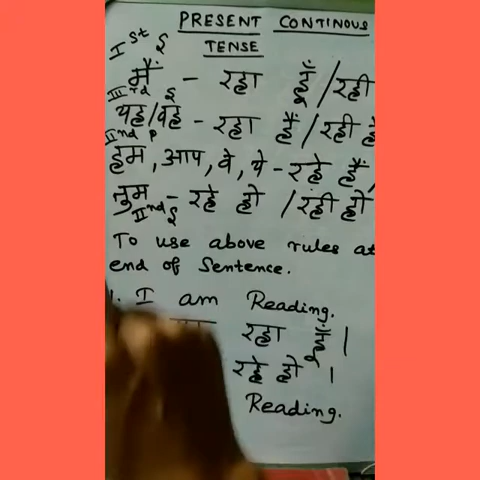 PRESENT CONTINOUS
TENSE
Ist S
मैं - रहा हूँ / रही
IIIrd S
यह/वह - रहा हैं / रही है
IInd P
हम, आप, वे, ये - रहे हैं,
तुम - रहे हो / रही हो
IInd S
To use above rules at
end of Sentence.
1. I am Reading.
रहा हूँ |
रहे हो |
Reading.